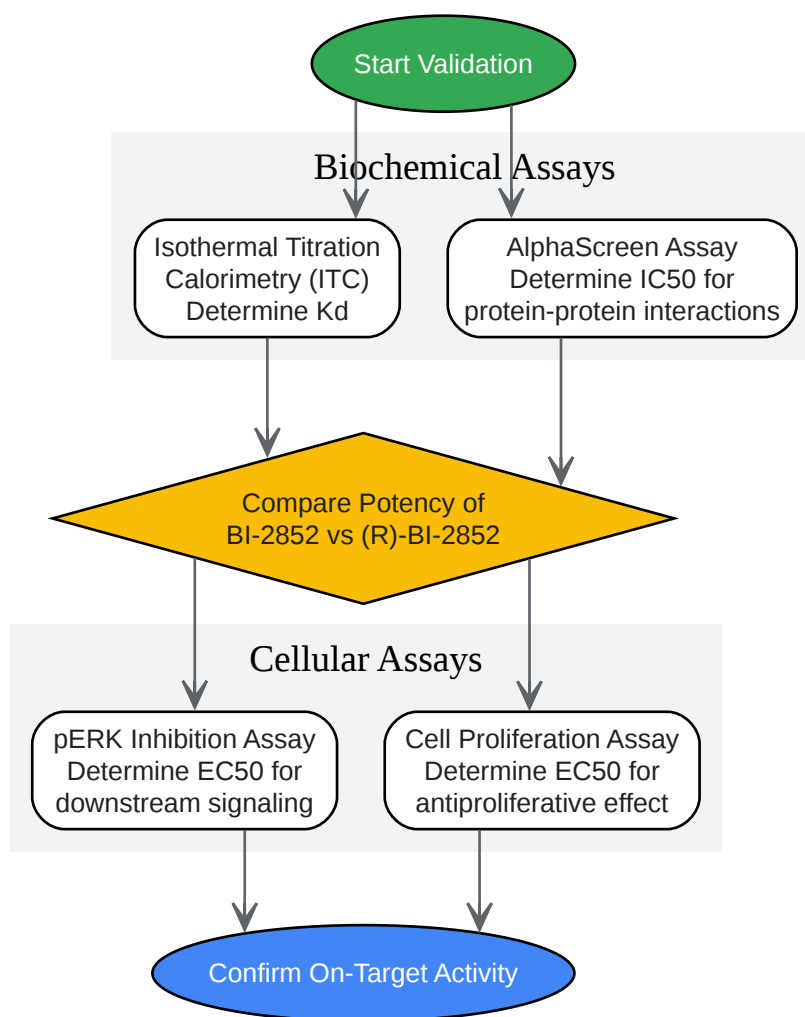 Start Validation
Biochemical Assays
Isothermal Titration
Calorimetry (ITC)
Determine Kd
AlphaScreen Assay
Determine IC50 for
protein-protein interactions
Compare Potency of
BI-2852 vs (R)-BI-2852
Cellular Assays
pERK Inhibition Assay
Determine EC50 for
downstream signaling
Cell Proliferation Assay
Determine EC50 for
antiproliferative effect
Confirm On-Target Activity